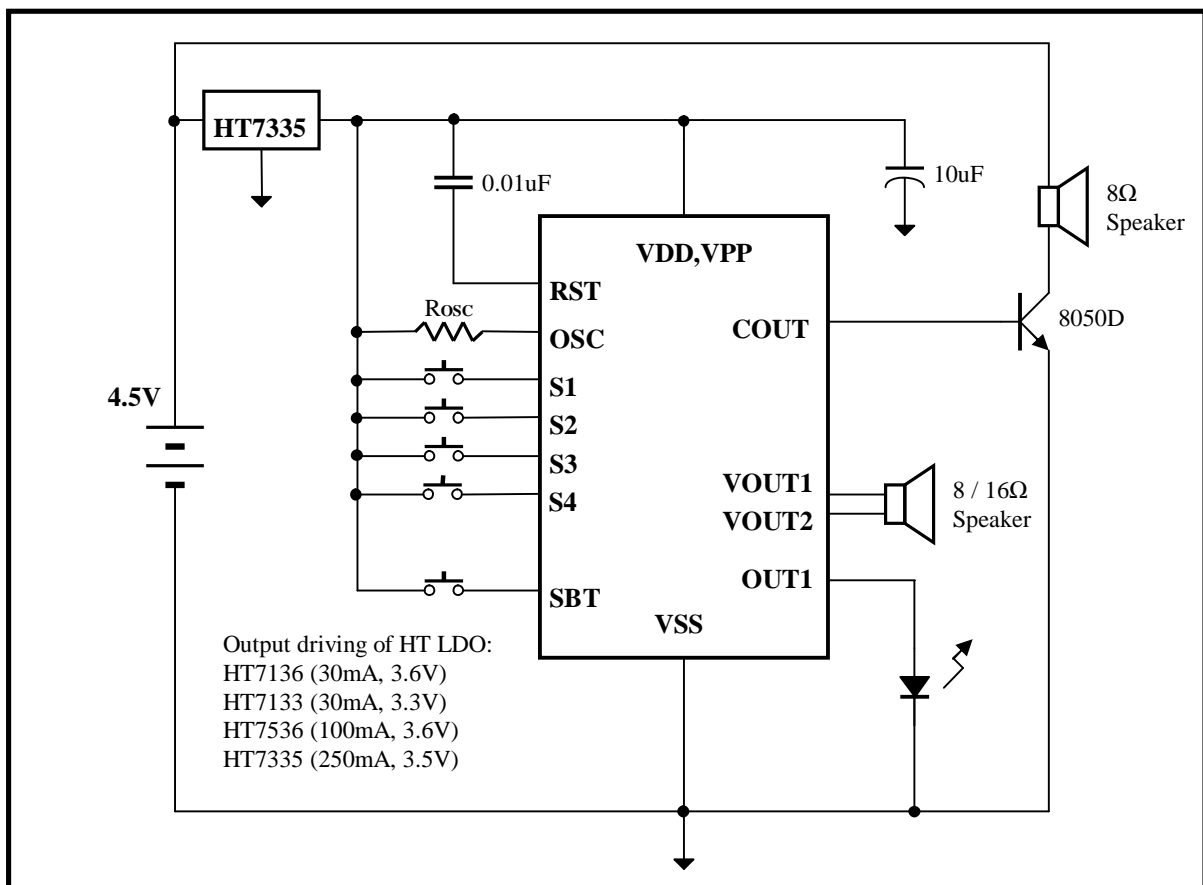 HT7335
0.01uF
10uF
8Ω
Speaker
VDD,VPP
RST
Rosc
OSC
COUT
8050D
S1
4.5V
S2
S3
S4
VOUT1
8 / 16Ω
VOUT2
Speaker
OUT1
SBT
VSS
Output driving of HT LDO:
HT7136 (30mA, 3.6V)
HT7133 (30mA, 3.3V)
HT7536 (100mA, 3.6V)
HT7335 (250mA, 3.5V)